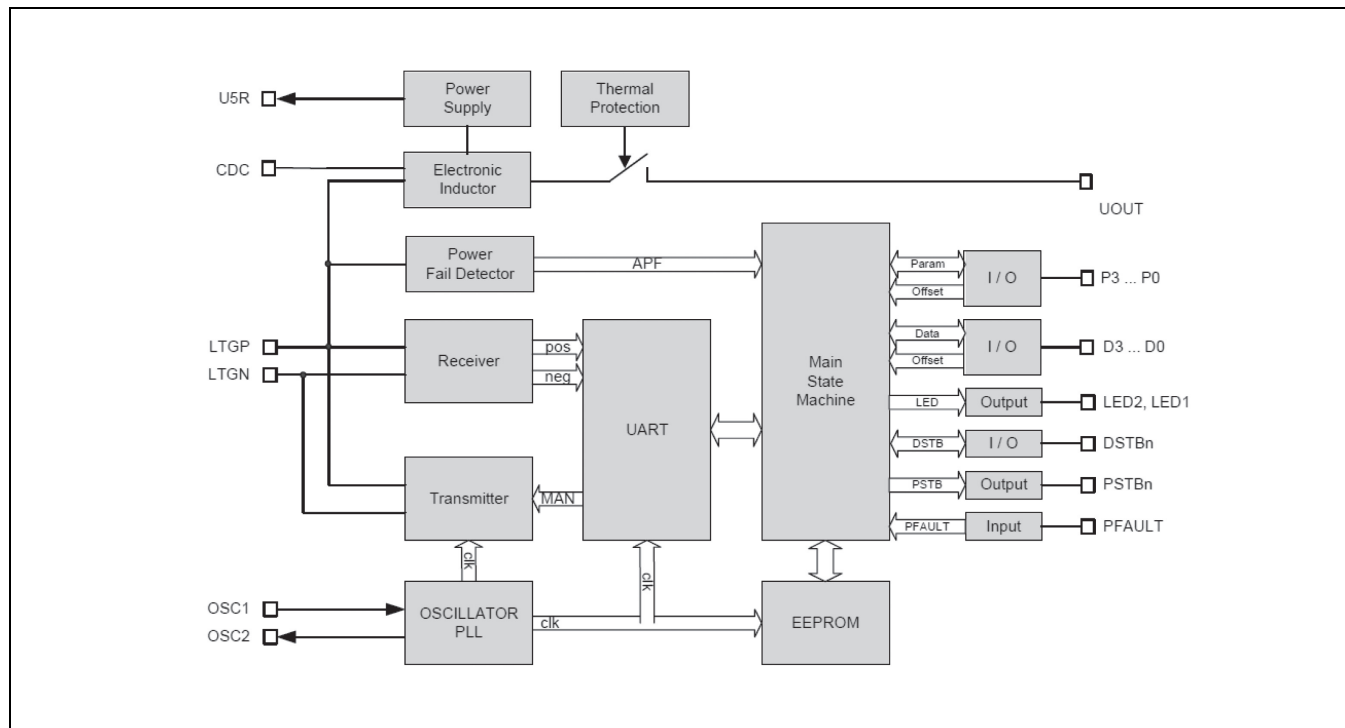 U5R
Power
Supply
Thermal
Protection
CDC
Electronic
Inductor
UOUT
Power
Fail Detector
APF
Param
Offset
I / O
P3 ... P0
LTGP
LTGN
Receiver
pos
neg
UART
Main
State
Machine
Data
Offset
I / O
D3 ... D0
LED
Output
LED2, LED1
DSTB
I / O
DSTBn
Transmitter
MAN
PSTB
Output
PSTBn
PFAULT
Input
PFAULT
clk
clk
OSC1
OSC2
OSCILLATOR
PLL
clk
EEPROM